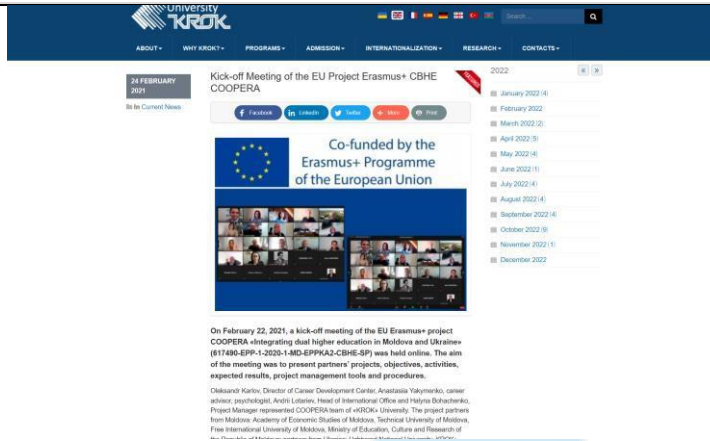 University
KROK
Search...
ABOUT WHY KROK? PROGRAMS ADMISSION INTERNATIONALIZATION RESEARCH CONTACTS
24 FEBRUARY
2021
In Current News
Kick-off Meeting of the EU Project Erasmus+ CBHE
COOPERA
FEATURED
Facebook LinkedIn Twitter More Print
Co-funded by the
Erasmus+ Programme
of the European Union
On February 22, 2021, a kick-off meeting of the EU Erasmus+ project
COOPERA «Integrating dual higher education in Moldova and Ukraine»
(617490-EPP-1-2020-1-MD-EPPKA2-CBHE-SP) was held online. The aim
of the meeting was to present partners' projects, objectives, activities,
expected results, project management tools and procedures.
Oleksandr Karlov, Director of Career Development Center, Anastasiia Yakymenko, career
advisor, psychologist, Andrii Lotariev, Head of International Office and Halyna Bohachenko,
Project Manager represented COOPERA team of «KROK» University. The project partners
from Moldova: Academy of Economic Studies of Moldova, Technical University of Moldova,
Free International University of Moldova, Ministry of Education, Culture and Research of
2022
January 2022 (4)
February 2022
March 2022 (2)
April 2022 (5)
May 2022 (4)
June 2022 (1)
July 2022 (4)
August 2022 (4)
September 2022 (4)
October 2022 (9)
November 2022 (1)
December 2022